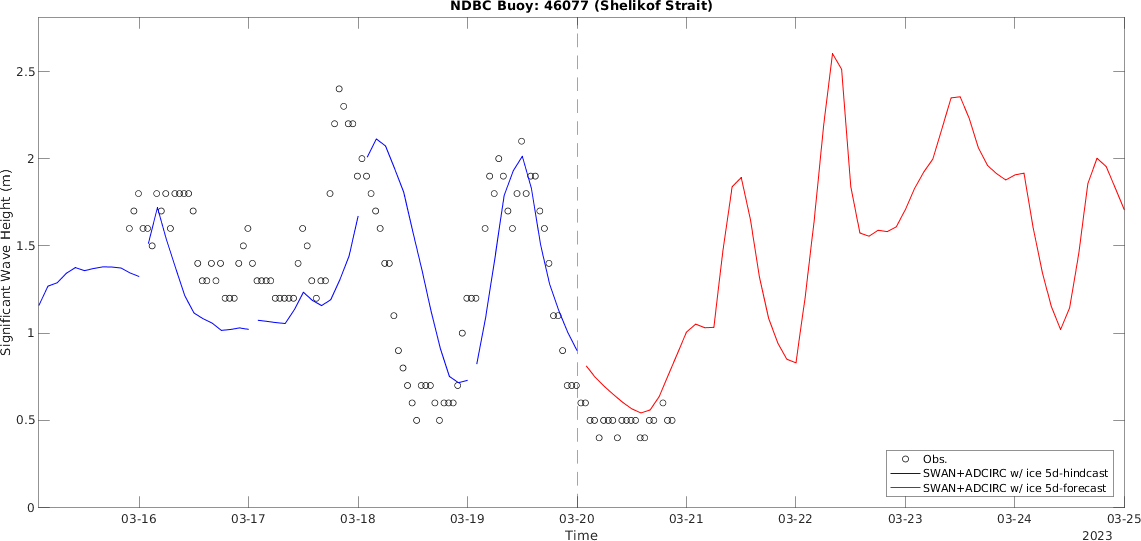 NDBC Buoy: 46077 (Shelikof Strait)
Significant Wave Height (m)
2.5
2
1.5
1
0.5
0
03-16
03-17
03-18
03-19
03-20
03-21
03-22
03-23
03-24
03-25
Time
2023
Obs.
SWAN+ADCIRC w/ ice 5d-hindcast
SWAN+ADCIRC w/ ice 5d-forecast